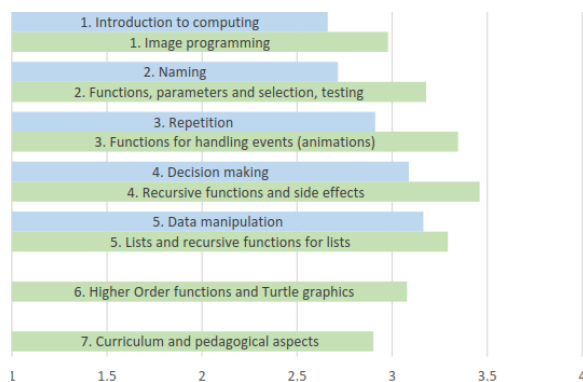 1. Introduction to computing
1. Image programming
2. Naming
2. Functions, parameters and selection, testing
3. Repetition
3. Functions for handling events (animations)
4. Decision making
4. Recursive functions and side effects
5. Data manipulation
5. Lists and recursive functions for lists
6. Higher Order functions and Turtle graphics
7. Curriculum and pedagogical aspects
1 1.5 2 2.5 3 3.5 4